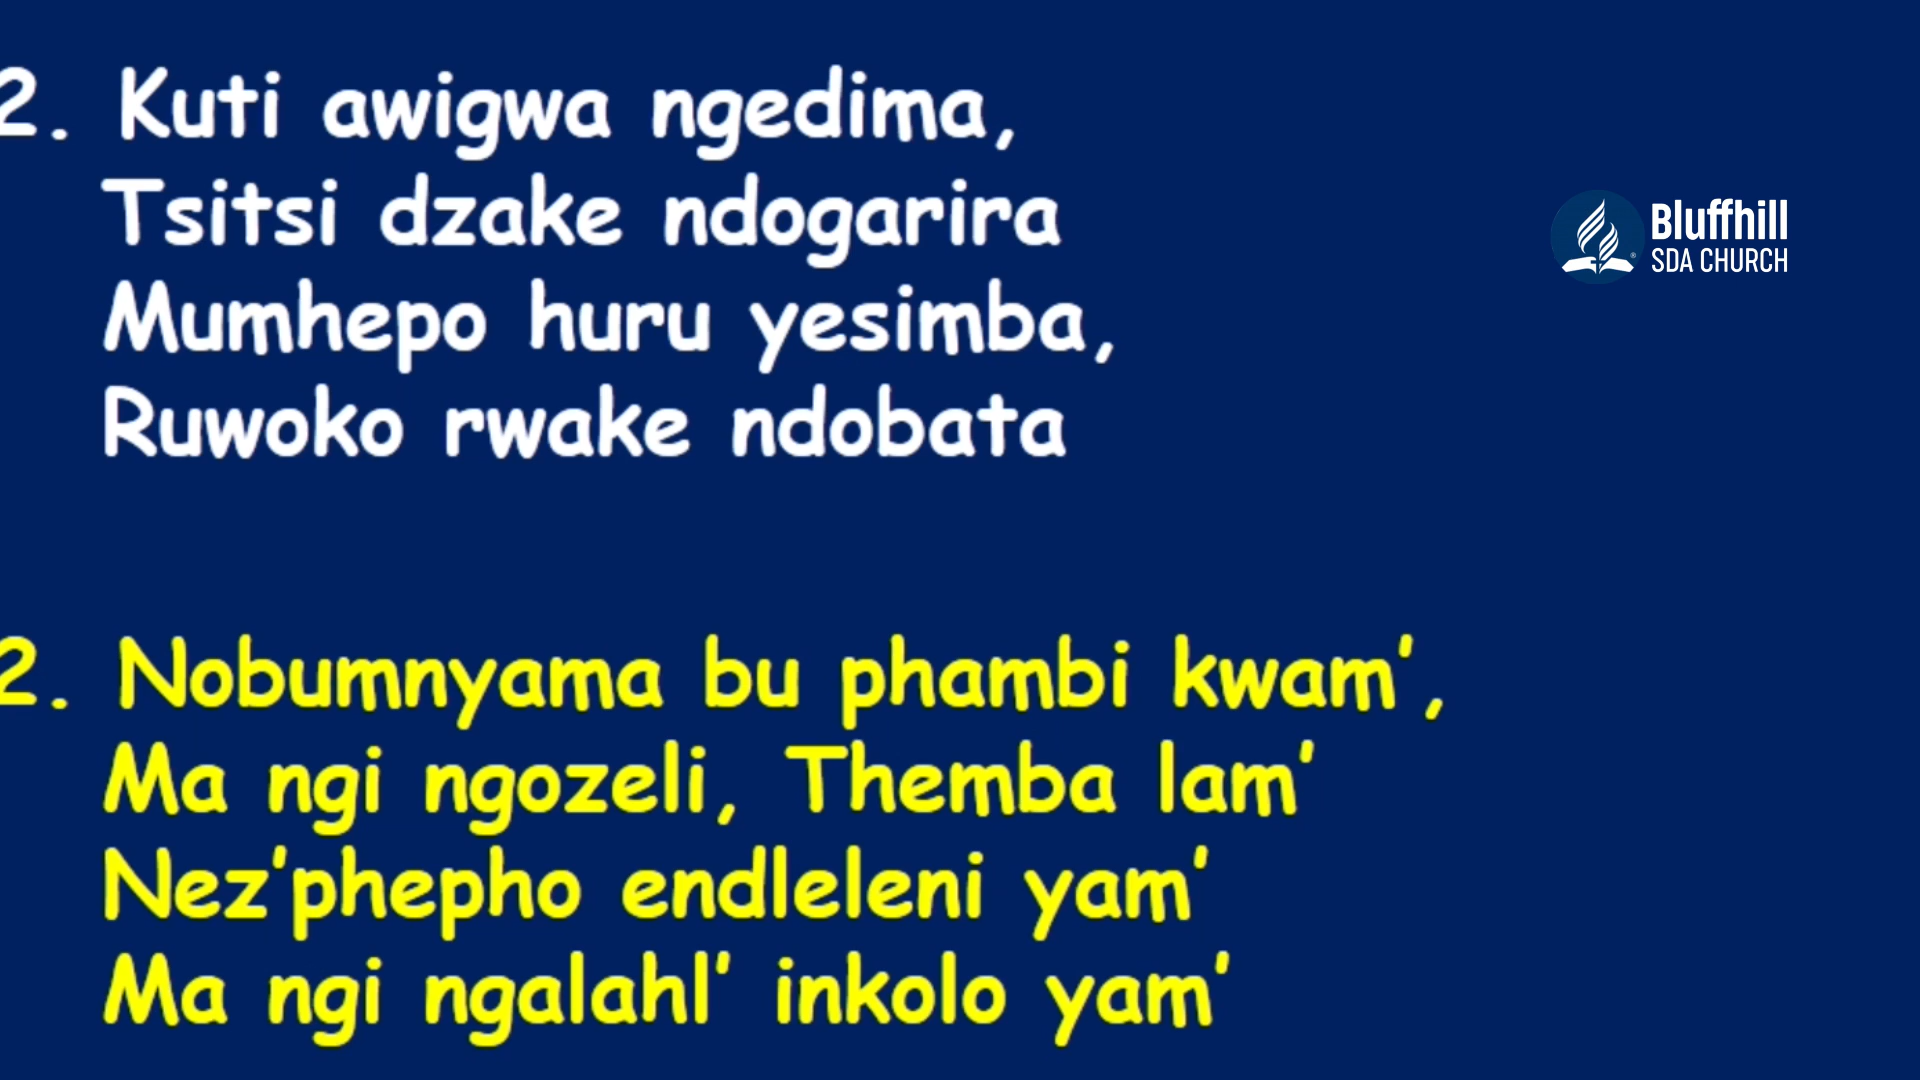 2. Kuti awigwa ngedima,
Tsitsi dzake ndogarira
Mumhepo huru yesimba,
Ruwoko rwake ndobata
Bluffhill
SDA CHURCH
2. Nobumnyama bu phambi kwam’,
Ma ngi ngozeli, Themba lam’
Nez’phepho endleleni yam’
Ma ngi ngalahl’ inkolo yam’